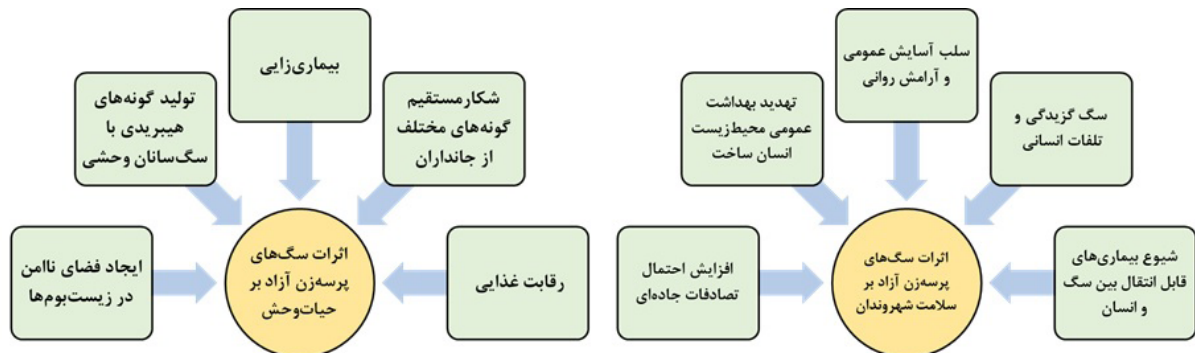 سلب آسایش عمومی
و آرامش روانی
سگ گزیدگی و
تلفات انسانی
تهدید بهداشت
عمومی محیط‌زیست
انسان ساخت
شیوع بیماری‌های
قابل انتقال بین سگ
و انسان
افزایش احتمال
تصادفات جاده‌ای
اثرات سگ‌های
پرسه‌زن آزاد بر
سلامت شهروندان
بیماری‌زایی
شکارمستقیم
گونه‌های مختلف
از جانداران
تولید گونه‌های
هیبریدی با
سگ‌سانان وحشی
رقابت غذایی
ایجاد فضای ناامن
در زیست‌بوم‌ها
اثرات سگ‌های
پرسه‌زن آزاد بر
حیات‌وحش